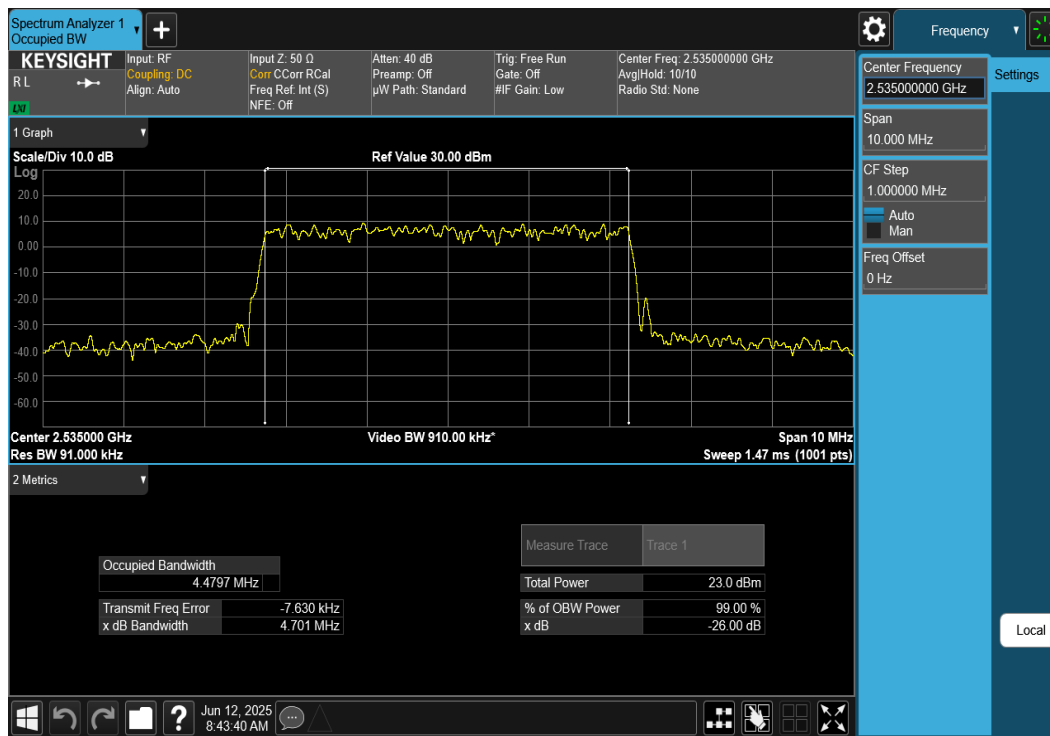 Spectrum Analyzer 1
Occupied BW
+
Frequency
KEYSIGHT
R L
LXI
Input: RF
Coupling: DC
Align: Auto
Input Z: 50 Ω
Corr CCorr RCal
Freq Ref: Int (S)
NFE: Off
Atten: 40 dB
Preamp: Off
µW Path: Standard
Trig: Free Run
Gate: Off
#IF Gain: Low
Center Freq: 2.535000000 GHz
Avg|Hold: 10/10
Radio Std: None
Center Frequency
2.535000000 GHz
Settings
Span
10.000 MHz
CF Step
1.000000 MHz
Auto
Man
Freq Offset
0 Hz
Local
1 Graph
Scale/Div 10.0 dB
Ref Value 30.00 dBm
Log
20.0
10.0
0.00
-10.0
-20.0
-30.0
-40.0
-50.0
-60.0
Center 2.535000 GHz
Video BW 910.00 kHz*
Span 10 MHz
Res BW 91.000 kHz
Sweep 1.47 ms (1001 pts)
2 Metrics
Measure Trace
Trace 1
Occupied Bandwidth
4.4797 MHz
Total Power
23.0 dBm
Transmit Freq Error
-7.630 kHz
% of OBW Power
99.00 %
x dB Bandwidth
4.701 MHz
x dB
-26.00 dB
?
Jun 12, 2025
8:43:40 AM